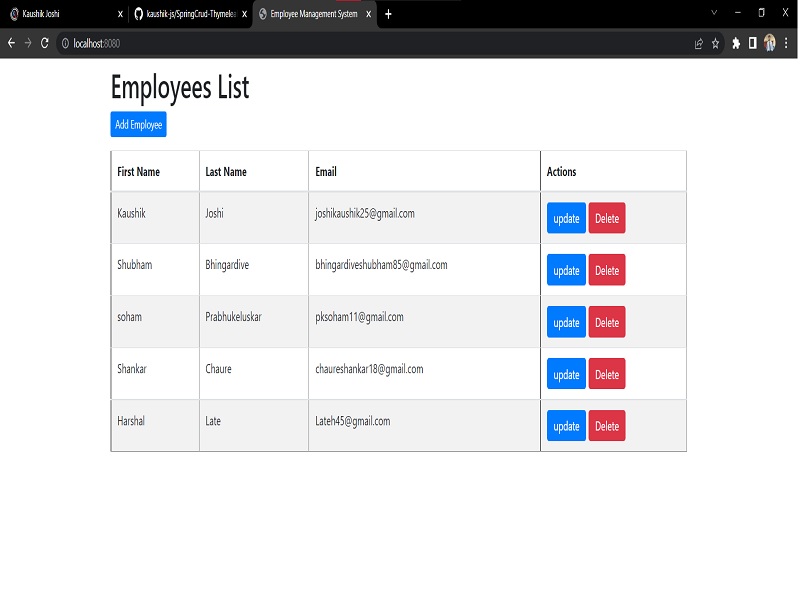 Kaushik Joshi
kaushik-js/SpringCrud-Thymelea
Employee Management System
localhost:8080
Employees List
Add Employee
First Name Last Name Email Actions
Kaushik Joshi joshikaushik25@gmail.com update Delete
Shubham Bhingardive bhingardiveshubham85@gmail.com update Delete
soham Prabhukeluskar pksoham11@gmail.com update Delete
Shankar Chaure chaureshankar18@gmail.com update Delete
Harshal Late Lateh45@gmail.com update Delete